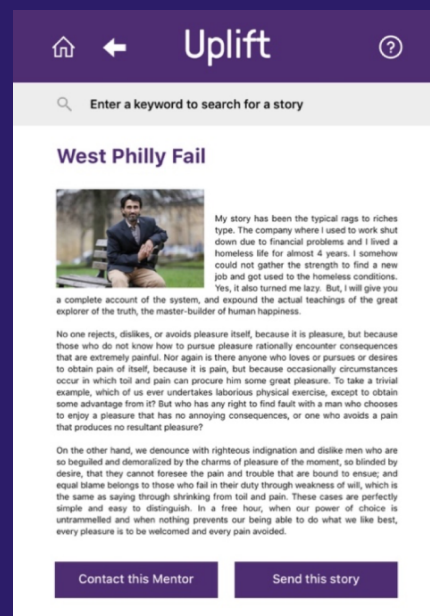 Uplift
?
Enter a keyword to search for a story
West Philly Fail
My story has been the typical rags to riches
type. The company where I used to work shut
down due to financial problems and I lived a
homeless life for almost 4 years. I somehow
could not gather the strength to find a new
job and got used to the homeless conditions.
Yes, it also turned me lazy. But, I will give you
a complete account of the system, and expound the actual teachings of the great
explorer of the truth, the master-builder of human happiness.
No one rejects, dislikes, or avoids pleasure itself, because it is pleasure, but because
those who do not know how to pursue pleasure rationally encounter consequences
that are extremely painful. Nor again is there anyone who loves or pursues or desires
to obtain pain of itself, because it is pain, but because occasionally circumstances
occur in which toil and pain can procure him some great pleasure. To take a trivial
example, which of us ever undertakes laborious physical exercise, except to obtain
some advantage from it? But who has any right to find fault with a man who chooses
to enjoy a pleasure that has no annoying consequences, or one who avoids a pain
that produces no resultant pleasure?
On the other hand, we denounce with righteous indignation and dislike men who are
so beguiled and demoralized by the charms of pleasure of the moment, so blinded by
desire, that they cannot foresee the pain and trouble that are bound to ensue; and
equal blame belongs to those who fail in their duty through weakness of will, which is
the same as saying through shrinking from toil and pain. These cases are perfectly
simple and easy to distinguish. In a free hour, when our power of choice is
untrammelled and when nothing prevents our being able to do what we like best,
every pleasure is to be welcomed and every pain avoided.
Contact this Mentor
Send this story